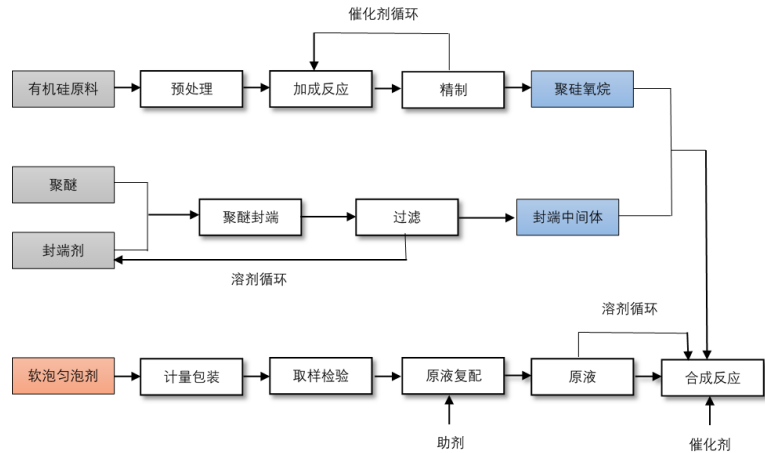 催化剂循环
有机硅原料
预处理
加成反应
精制
聚硅氧烷
聚醚
聚醚封端
过滤
封端中间体
封端剂
溶剂循环
溶剂循环
软泡匀泡剂
计量包装
取样检验
原液复配
原液
合成反应
助剂
催化剂